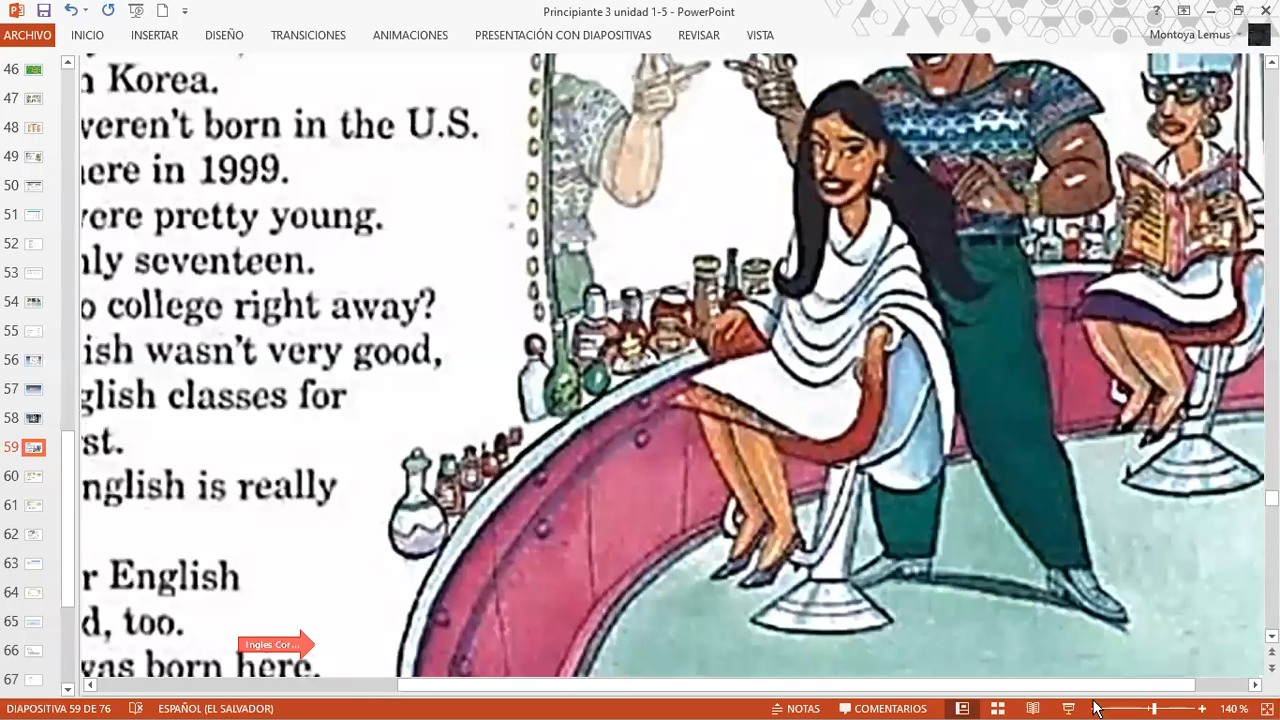 Principiante 3 unidad 1-5 - PowerPoint
?
ARCHIVO INICIO INSERTAR DISEÑO TRANSICIONES ANIMACIONES PRESENTACIÓN CON DIAPOSITIVAS REVISAR VISTA Montoya Lemus
46
47
48
49
50
51
52
53
54
55
56
57
58
59
60
61
62
63
64
65
66
67
n Korea.
weren't born in the U.S.
here in 1999.
were pretty young.
nly seventeen.
o college right away?
ish wasn't very good,
glish classes for
rst.
nglish is really
r English
d, too.
Ingles Cor...
was born here.
DIAPOSITIVA 59 DE 76 ESPAÑOL (EL SALVADOR) NOTAS COMENTARIOS 140 %